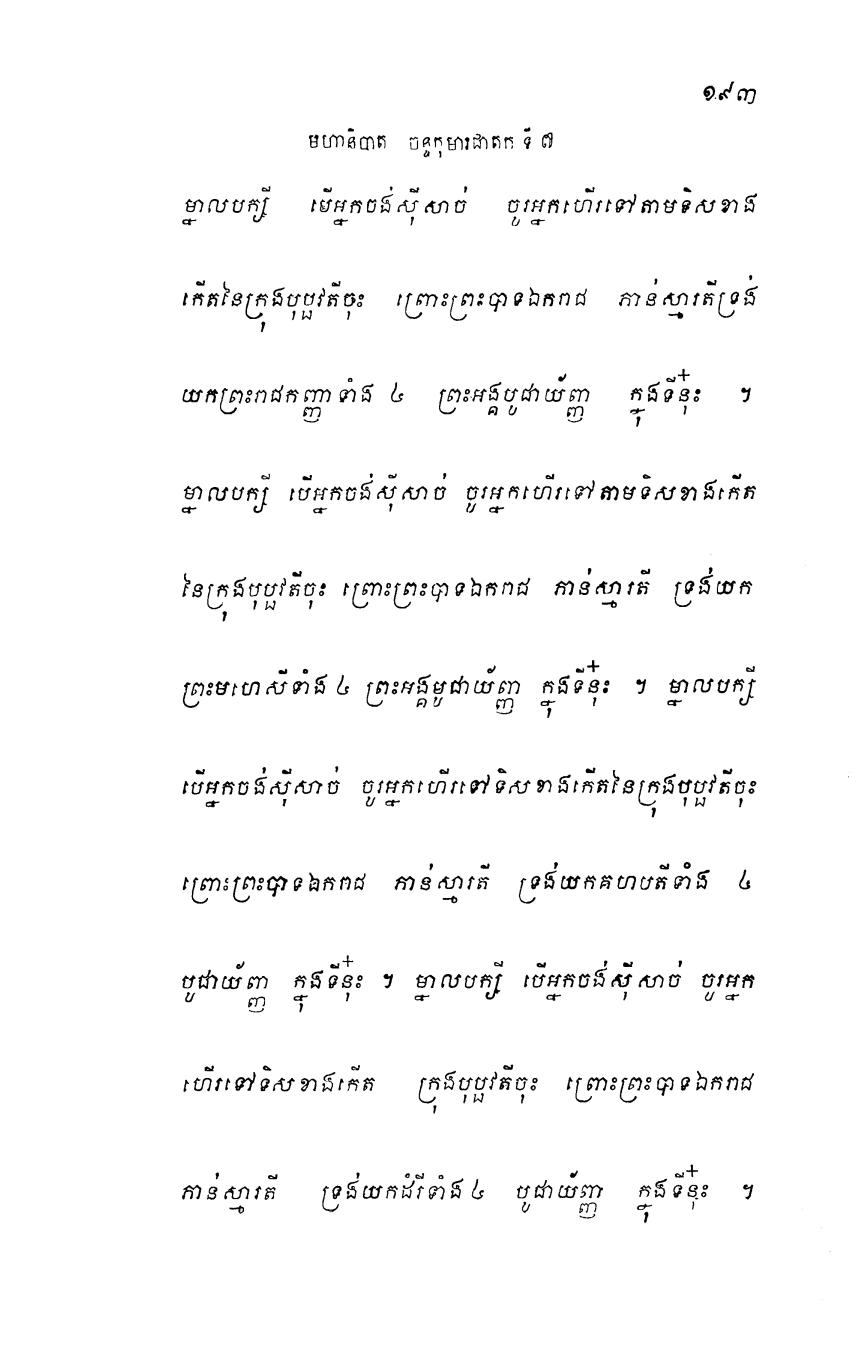 ១៩៣
មហានិបាត ចន្ទកុមារជាតក ទី ៧
ម្នាលបក្សី បើអ្នកចង់ស៊ីសាច់ ចូរអ្នកហើរទៅតាមទិសខាង
កើតនៃក្រុងបុប្ផវតីចុះ ព្រោះព្រះបាទឯករាជ ភាន់ស្មារតីទ្រង់
យកព្រះរាជកញ្ញាទាំង ៤ ព្រះអង្គបូជាយ័ញ្ញ ក្នុងទីនុ៎ះ ។
ម្នាលបក្សី បើអ្នកចង់ស៊ីសាច់ ចូរអ្នកហើរទៅតាមទិសខាងកើត
នៃក្រុងបុប្ផវតីចុះ ព្រោះព្រះបាទឯករាជ ភាន់ស្មារតី ទ្រង់យក
ព្រះមហេសីទាំង ៤ ព្រះអង្គមូជាយ័ញ្ញ ក្នុងទីនុ៎ះ ។ ម្នាលបក្សី
បើអ្នកចង់ស៊ីសាច់ ចូរអ្នកហើរទៅទិសខាងកើតនៃក្រុងបុប្ផវតីចុះ
ព្រោះព្រះបាទឯករាជ ភាន់ស្មារតី ទ្រង់យកគហបតីទាំង ៤
បូជាយ័ញ្ញ ក្នុងទីនុ៎ះ ។ ម្នាលបក្សី បើអ្នកចង់ស៊ីសាច់ ចូរអ្នក
ហើរទៅទិសខាងកើត ក្រុងបុប្ផវតីចុះ ព្រោះព្រះបាទឯករាជ
ភាន់ស្មារតី ទ្រង់យកដំរីទាំង ៤ បូជាយ័ញ្ញ ក្នុងទីនុ៎ះ ។